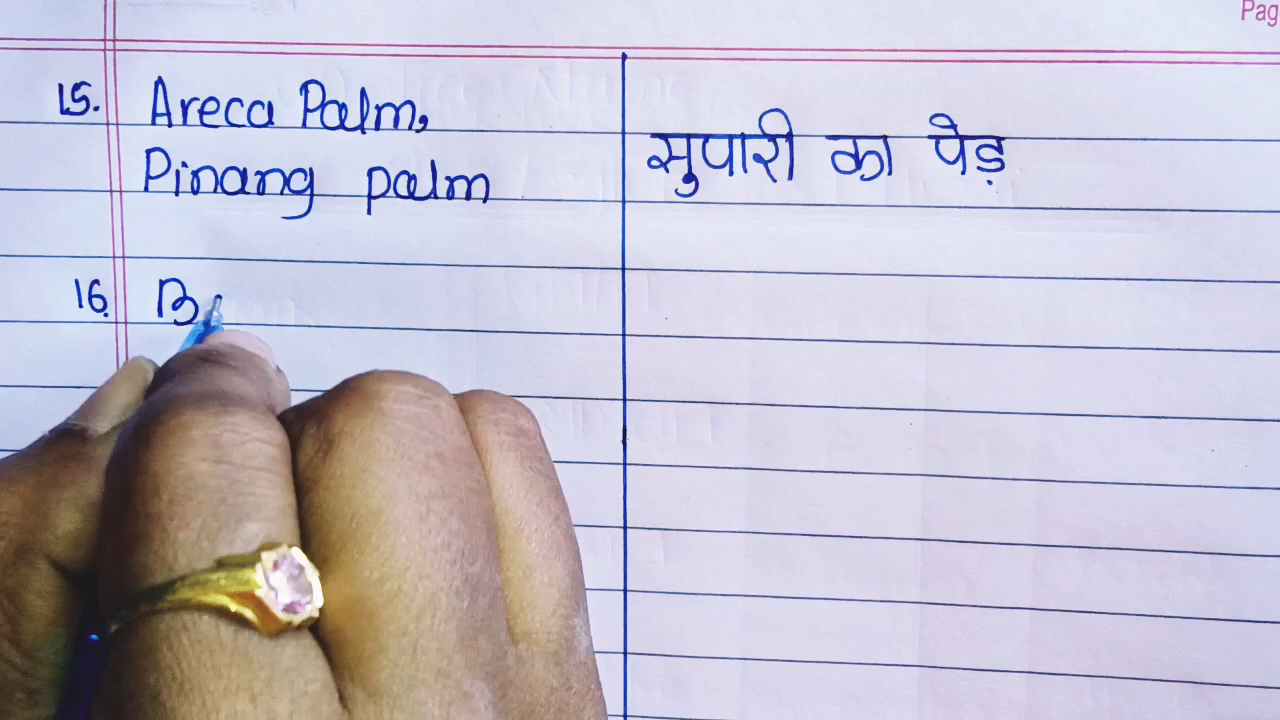 Pag
15. Areca Palm,
Pinang palm
सुपारी का पेड़
16. B